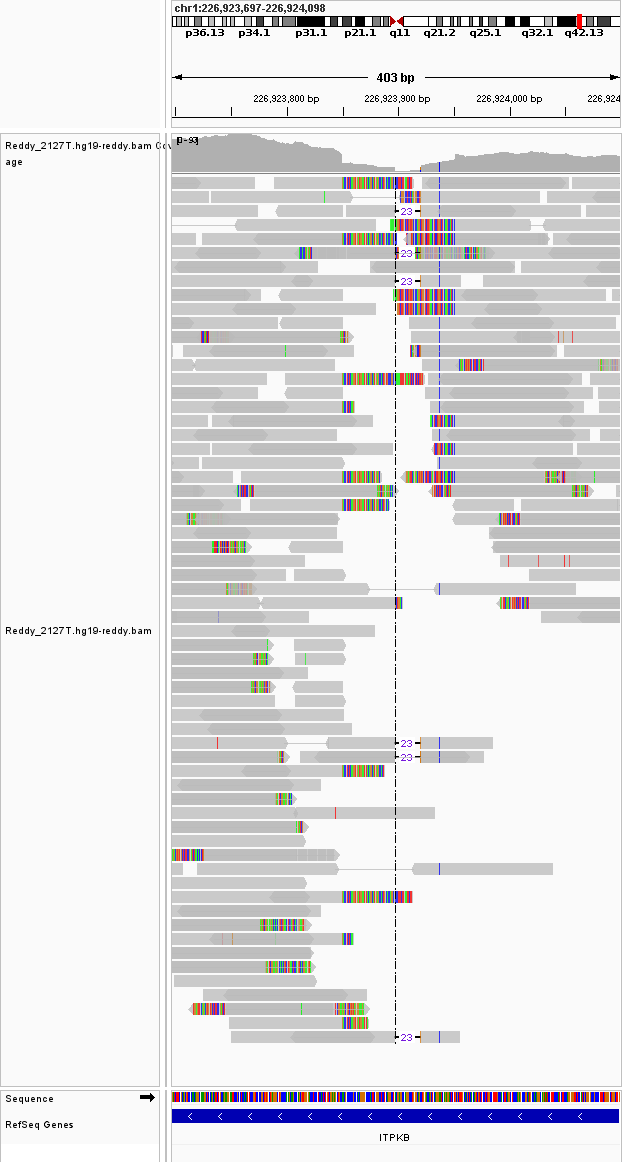 chr1:226,923,697-226,924,098
p36.13 p34.1 p31.1 p21.1 q11 q21.2 q25.1 q32.1 q42.13
403 bp
226,923,800 bp 226,923,900 bp 226,924,000 bp 226,924
Reddy_2127T.hg19-reddy.bam Cov
age
23
23
23
Reddy_2127T.hg19-reddy.bam
23
23
23
Sequence
RefSeq Genes
ITPKB